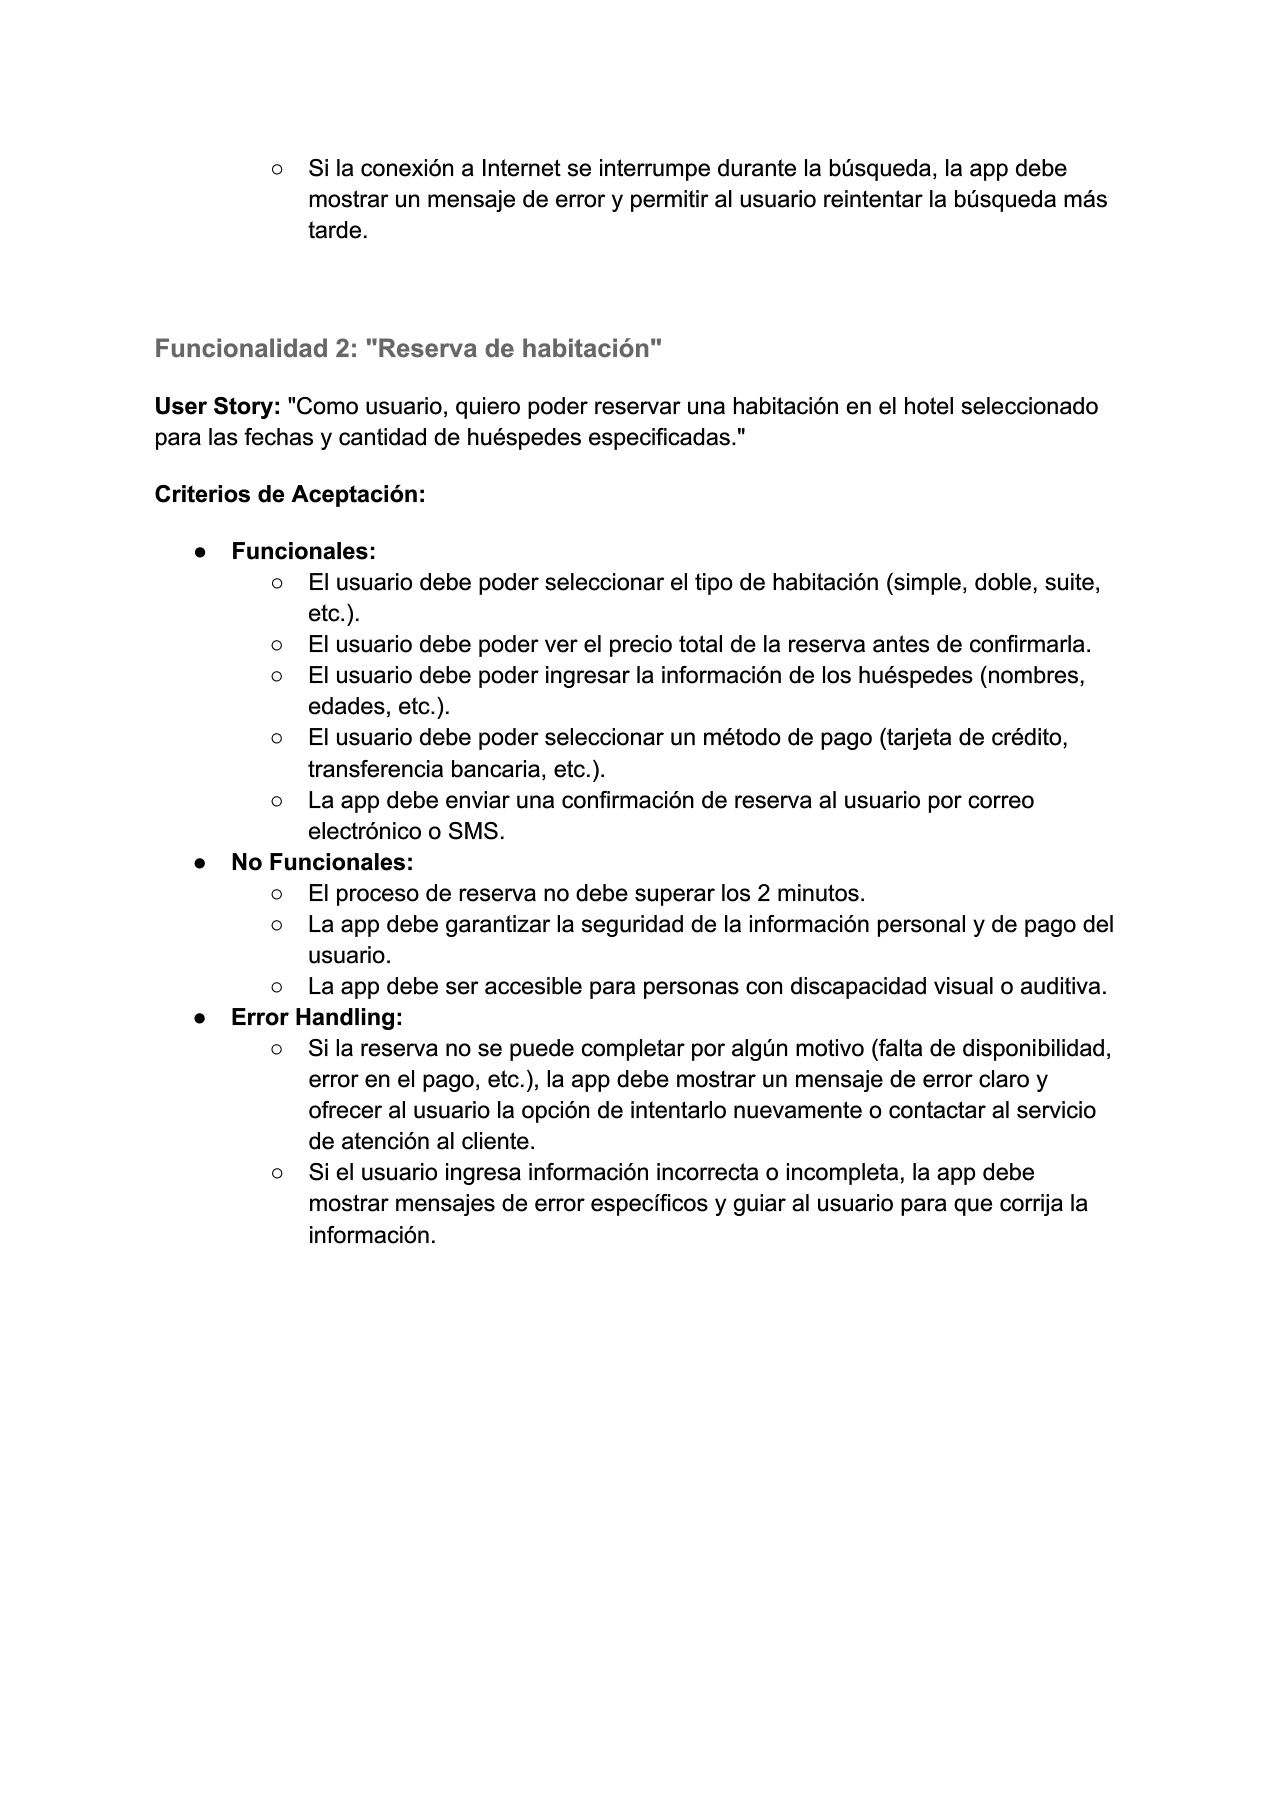 ○ Si la conexión a Internet se interrumpe durante la búsqueda, la app debe
mostrar un mensaje de error y permitir al usuario reintentar la búsqueda más
tarde.
Funcionalidad 2: "Reserva de habitación"
User Story: "Como usuario, quiero poder reservar una habitación en el hotel seleccionado
para las fechas y cantidad de huéspedes especificadas."
Criterios de Aceptación:
● Funcionales:
○ El usuario debe poder seleccionar el tipo de habitación (simple, doble, suite,
etc.).
○ El usuario debe poder ver el precio total de la reserva antes de confirmarla.
○ El usuario debe poder ingresar la información de los huéspedes (nombres,
edades, etc.).
○ El usuario debe poder seleccionar un método de pago (tarjeta de crédito,
transferencia bancaria, etc.).
○ La app debe enviar una confirmación de reserva al usuario por correo
electrónico o SMS.
● No Funcionales:
○ El proceso de reserva no debe superar los 2 minutos.
○ La app debe garantizar la seguridad de la información personal y de pago del
usuario.
○ La app debe ser accesible para personas con discapacidad visual o auditiva.
● Error Handling:
○ Si la reserva no se puede completar por algún motivo (falta de disponibilidad,
error en el pago, etc.), la app debe mostrar un mensaje de error claro y
ofrecer al usuario la opción de intentarlo nuevamente o contactar al servicio
de atención al cliente.
○ Si el usuario ingresa información incorrecta o incompleta, la app debe
mostrar mensajes de error específicos y guiar al usuario para que corrija la
información.